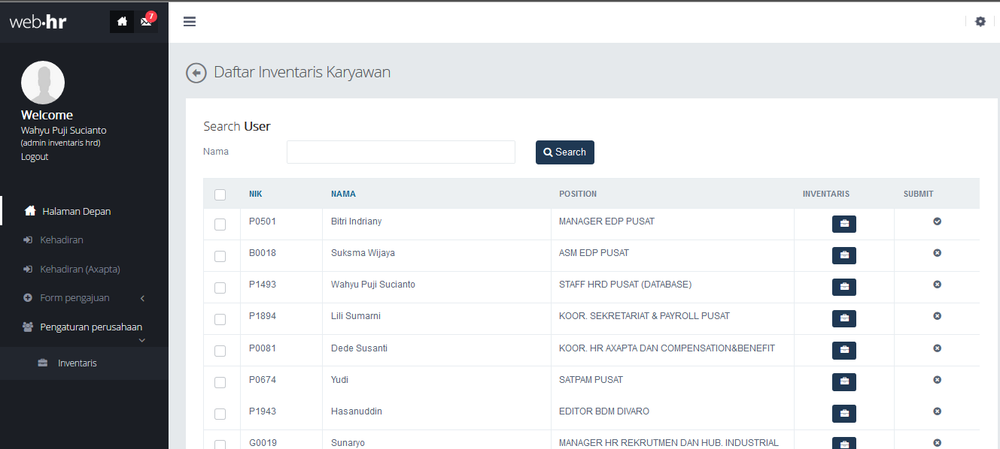 web·hr
7
Welcome
Wahyu Puji Sucianto
(admin inventaris hrd)
Logout
Halaman Depan
Kehadiran
Kehadiran (Axapta)
Form pengajuan
Pengaturan perusahaan
Inventaris
Daftar Inventaris Karyawan
Search User
Nama
Search
NIK NAMA POSITION INVENTARIS SUBMIT
P0501 Bitri Indriany MANAGER EDP PUSAT
B0018 Suksma Wijaya ASM EDP PUSAT
P1493 Wahyu Puji Sucianto STAFF HRD PUSAT (DATABASE)
P1894 Lili Sumarni KOOR. SEKRETARIAT & PAYROLL PUSAT
P0081 Dede Susanti KOOR. HR AXAPTA DAN COMPENSATION&BENEFIT
P0674 Yudi SATPAM PUSAT
P1943 Hasanuddin EDITOR BDM DIVARO
G0019 Sunaryo MANAGER HR REKRUTMEN DAN HUB. INDUSTRIAL